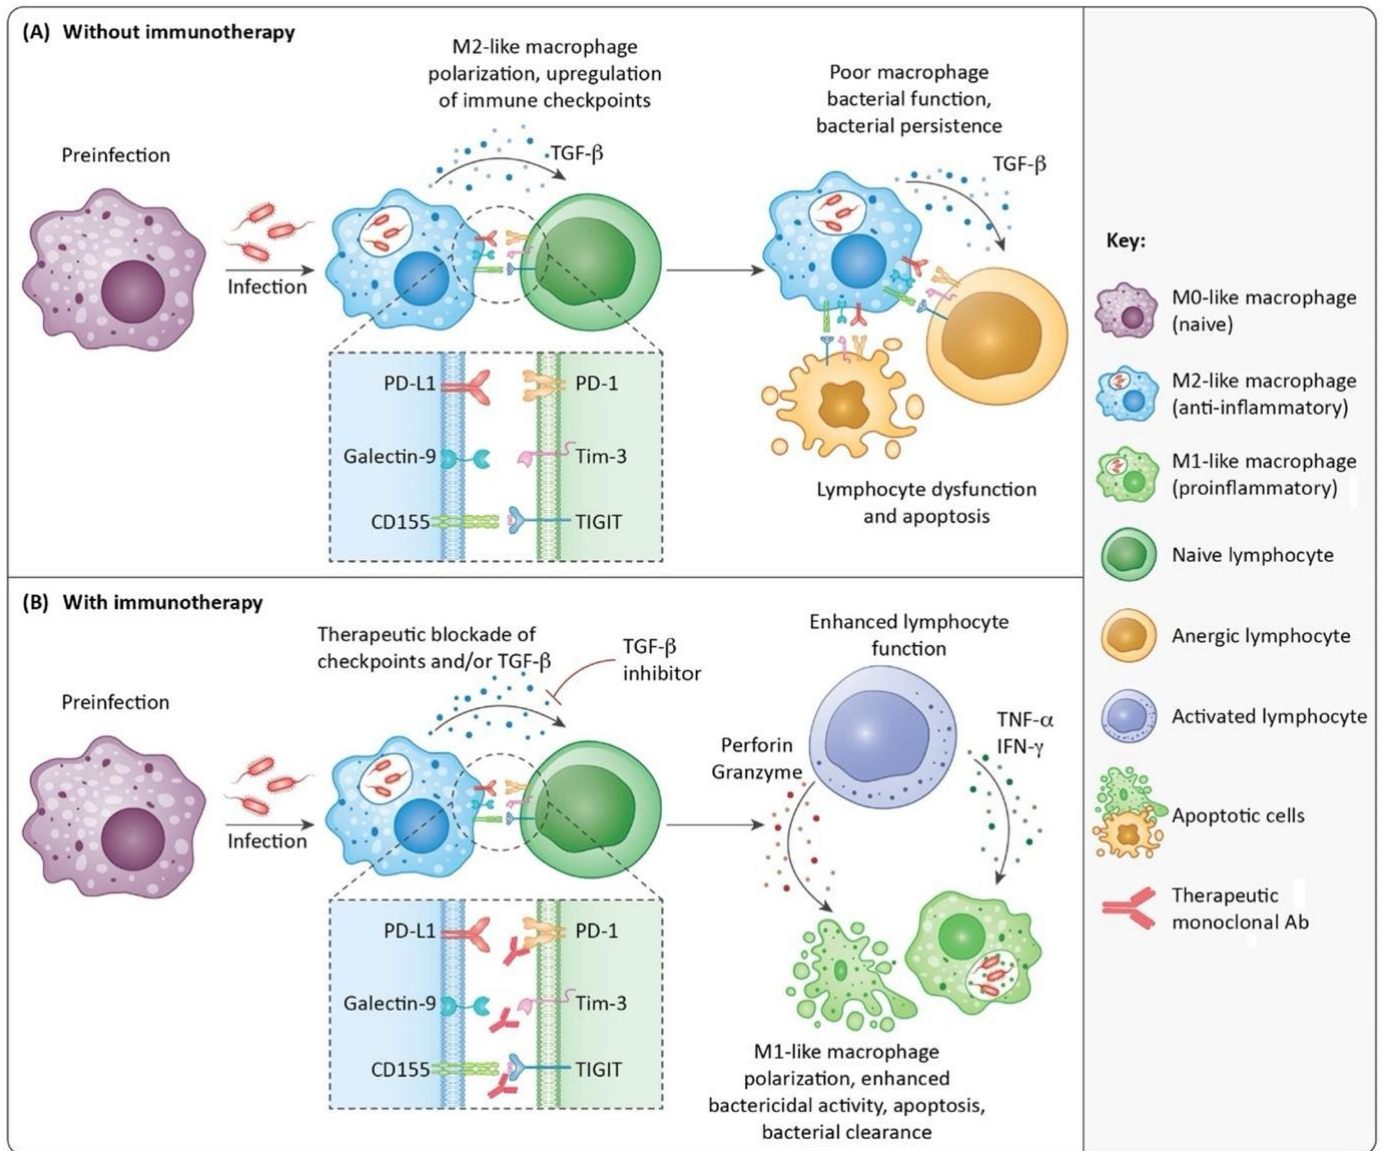 (A) Without immunotherapy
M2-like macrophage
polarization, upregulation
of immune checkpoints
Poor macrophage
bacterial function,
bacterial persistence
Preinfection
TGF-β
TGF-β
Infection
PD-L1
PD-1
Galectin-9
Tim-3
CD155
TIGIT
Lymphocyte dysfunction
and apoptosis
(B) With immunotherapy
Therapeutic blockade of
checkpoints and/or TGF-β
TGF-β
inhibitor
Enhanced lymphocyte
function
Preinfection
Perforin
Granzyme
TNF-α
IFN-γ
Infection
PD-L1
PD-1
Galectin-9
Tim-3
CD155
TIGIT
M1-like macrophage
polarization, enhanced
bactericidal activity, apoptosis,
bacterial clearance
Key:
M0-like macrophage
(naive)
M2-like macrophage
(anti-inflammatory)
M1-like macrophage
(proinflammatory)
Naive lymphocyte
Anergic lymphocyte
Activated lymphocyte
Apoptotic cells
Therapeutic
monoclonal Ab